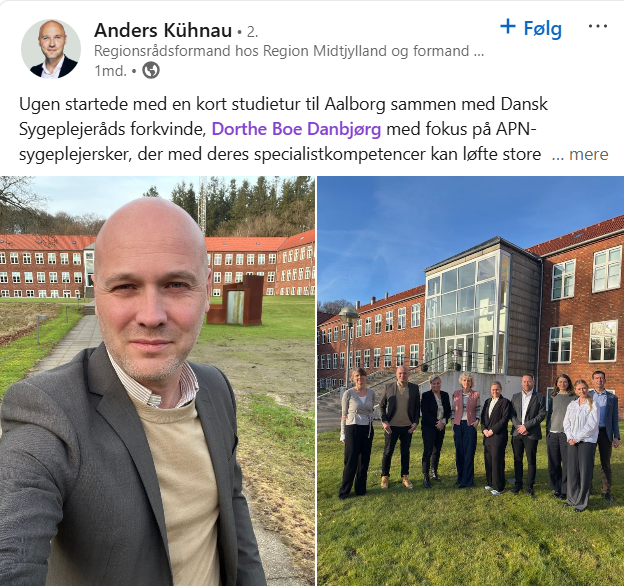 Anders Kühnau • 2.
+ Følg
...
Regionsrådsformand hos Region Midtjylland og formand ...
1md. •
Ugen startede med en kort studietur til Aalborg sammen med Dansk
Sygeplejeråds forkvinde, Dorthe Boe Danbjørg med fokus på APN-
sygeplejersker, der med deres specialistkompetencer kan løfte store ... mere